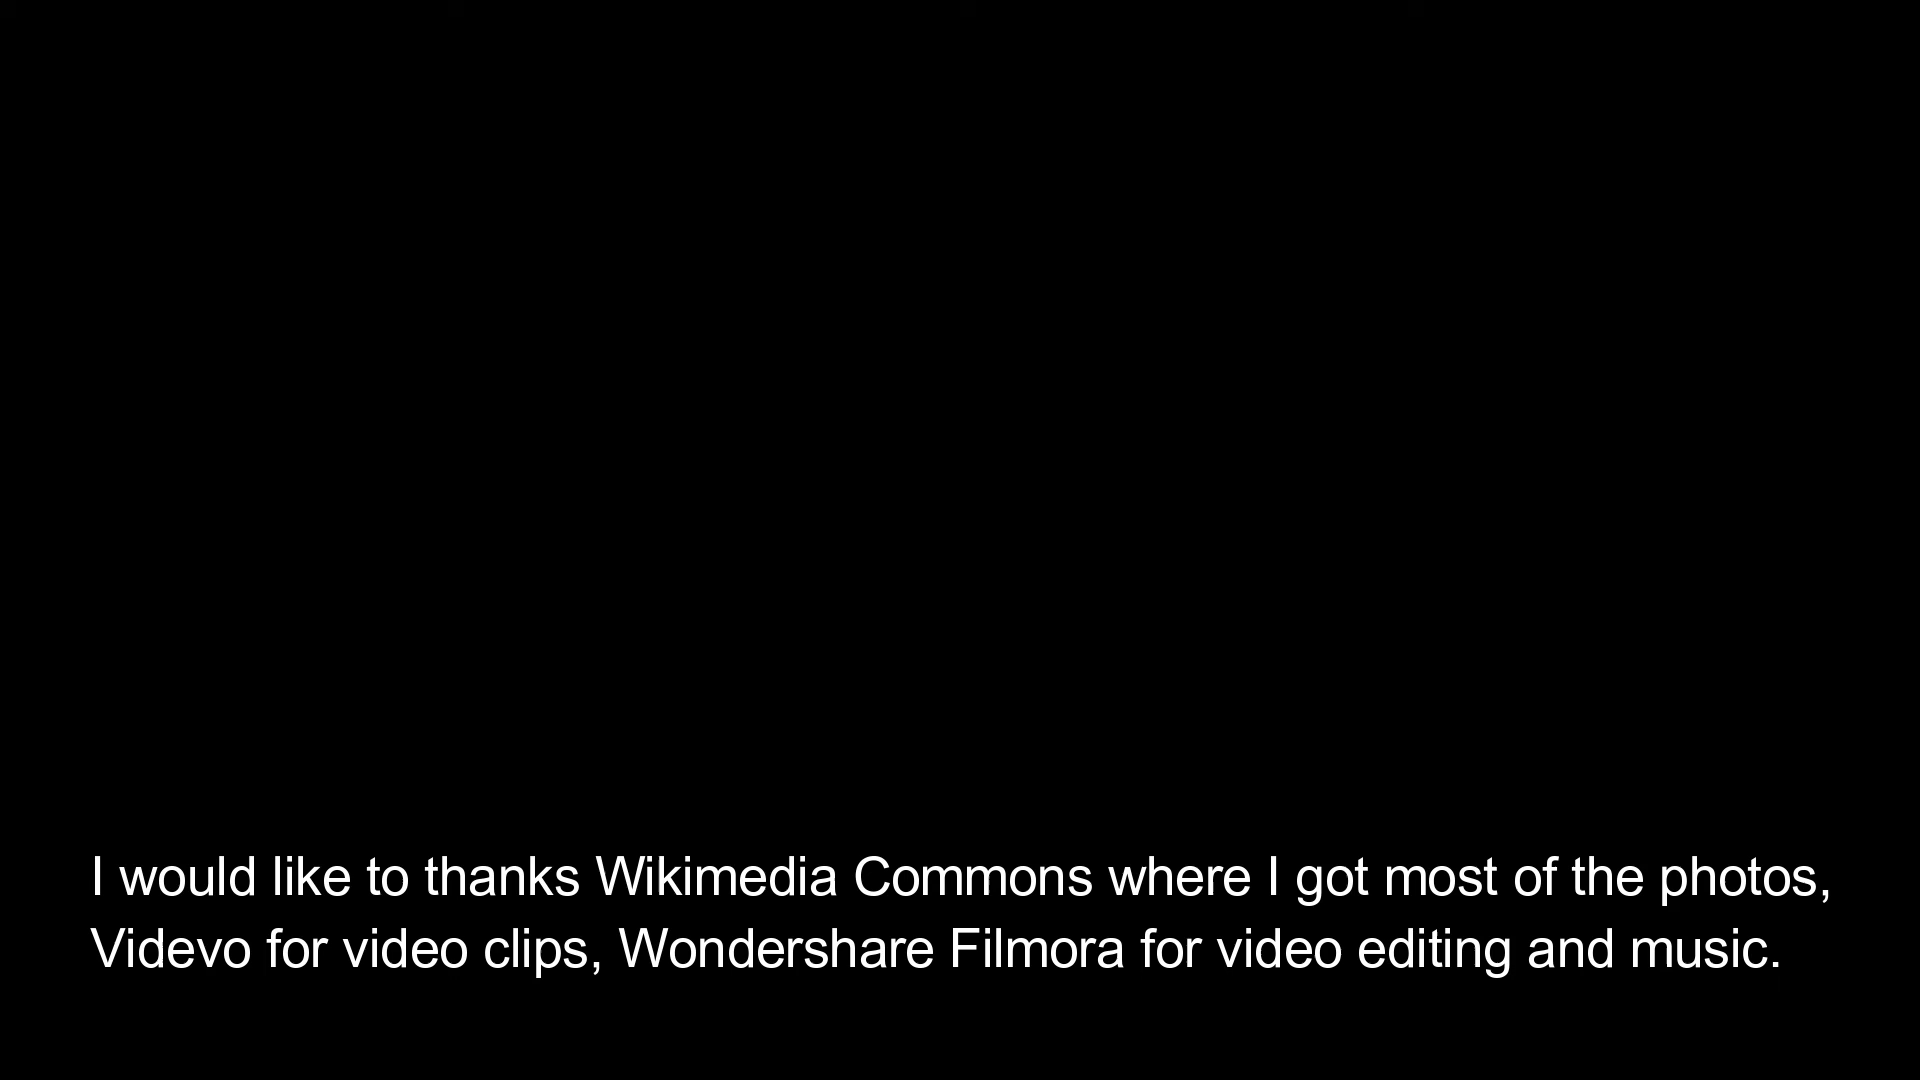 I would like to thanks Wikimedia Commons where I got most of the photos,
Videvo for video clips, Wondershare Filmora for video editing and music.